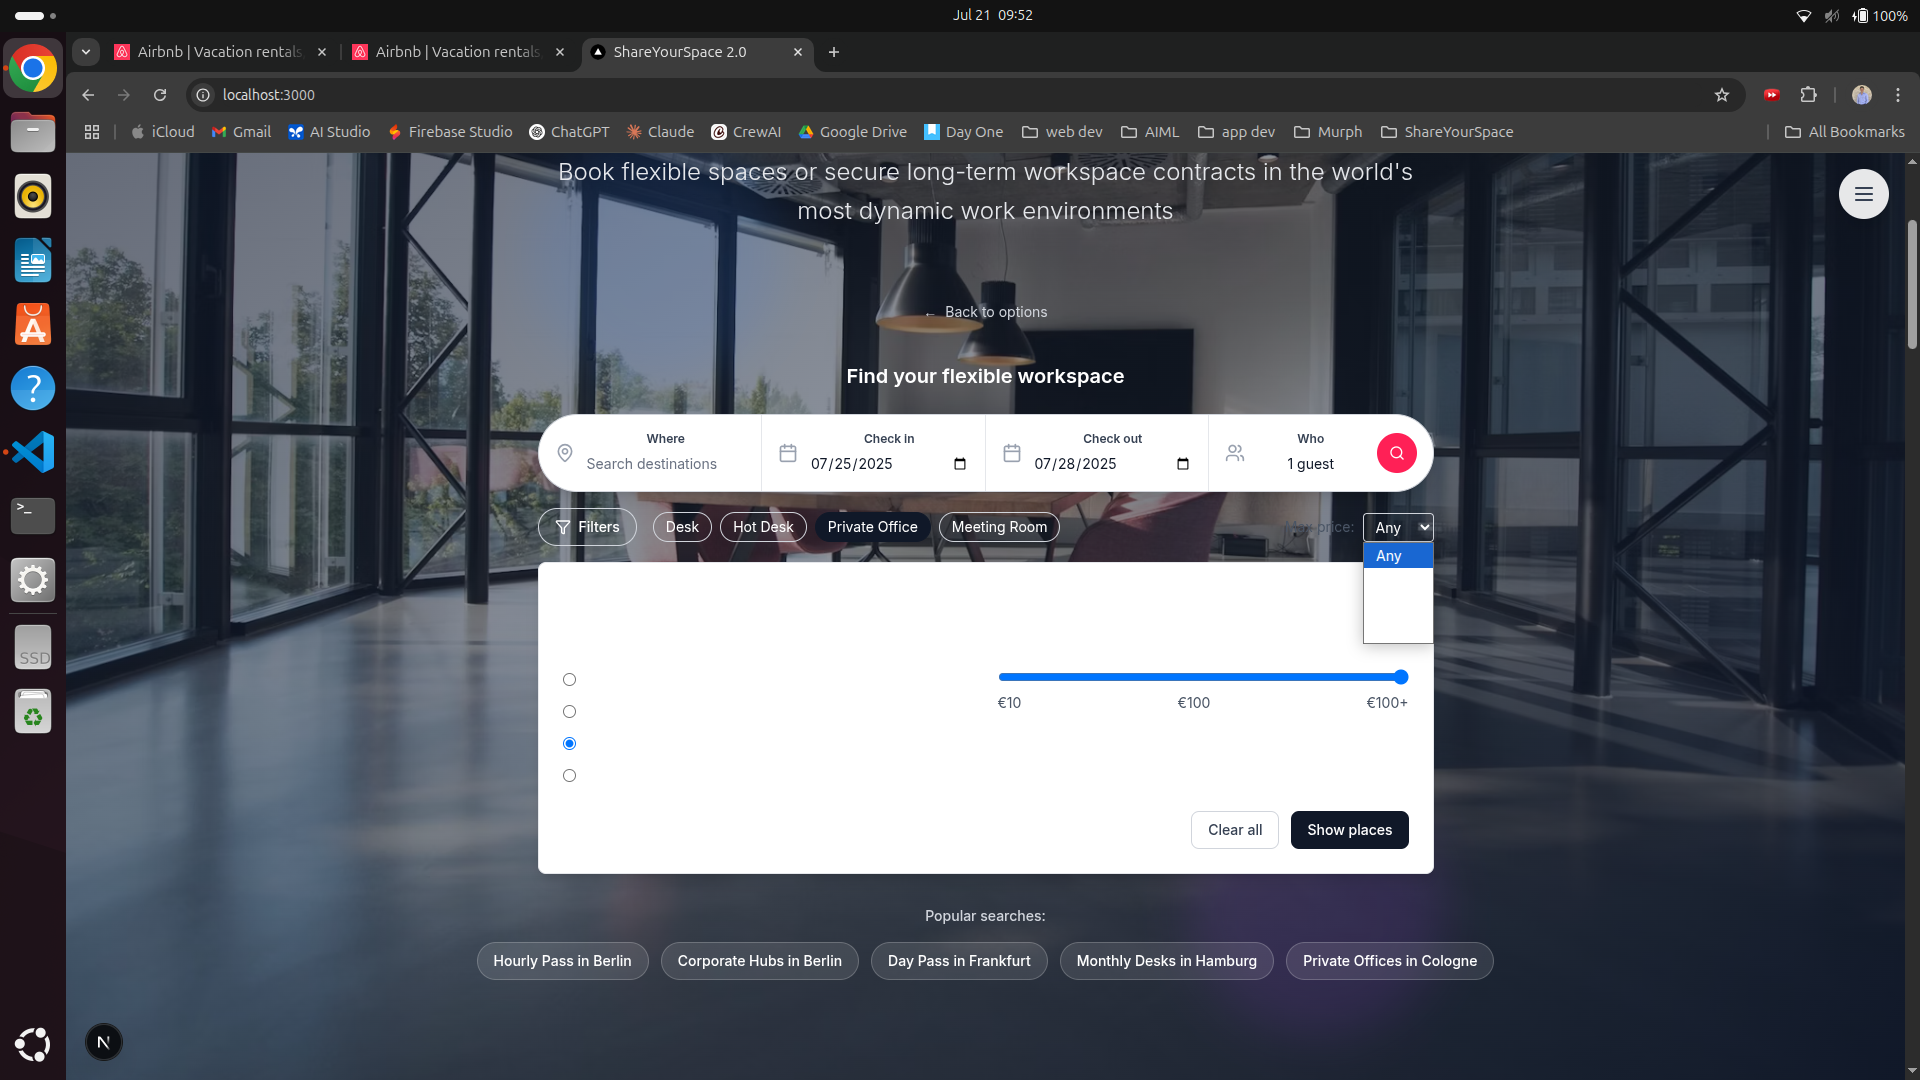 Jul 21 09:52
100%
Airbnb | Vacation rentals
Airbnb | Vacation rentals
ShareYourSpace 2.0
localhost:3000
iCloud
Gmail
AI Studio
Firebase Studio
ChatGPT
Claude
CrewAI
Google Drive
Day One
web dev
AIML
app dev
Murph
ShareYourSpace
All Bookmarks
Book flexible spaces or secure long-term workspace contracts in the world's
most dynamic work environments
← Back to options
Find your flexible workspace
Where
Search destinations
Check in
07/25/2025
Check out
07/28/2025
Who
1 guest
Filters
Desk
Hot Desk
Private Office
Meeting Room
Max price:
Any
Any
€10
€100
€100+
Clear all
Show places
Popular searches:
Hourly Pass in Berlin
Corporate Hubs in Berlin
Day Pass in Frankfurt
Monthly Desks in Hamburg
Private Offices in Cologne
SSD
N